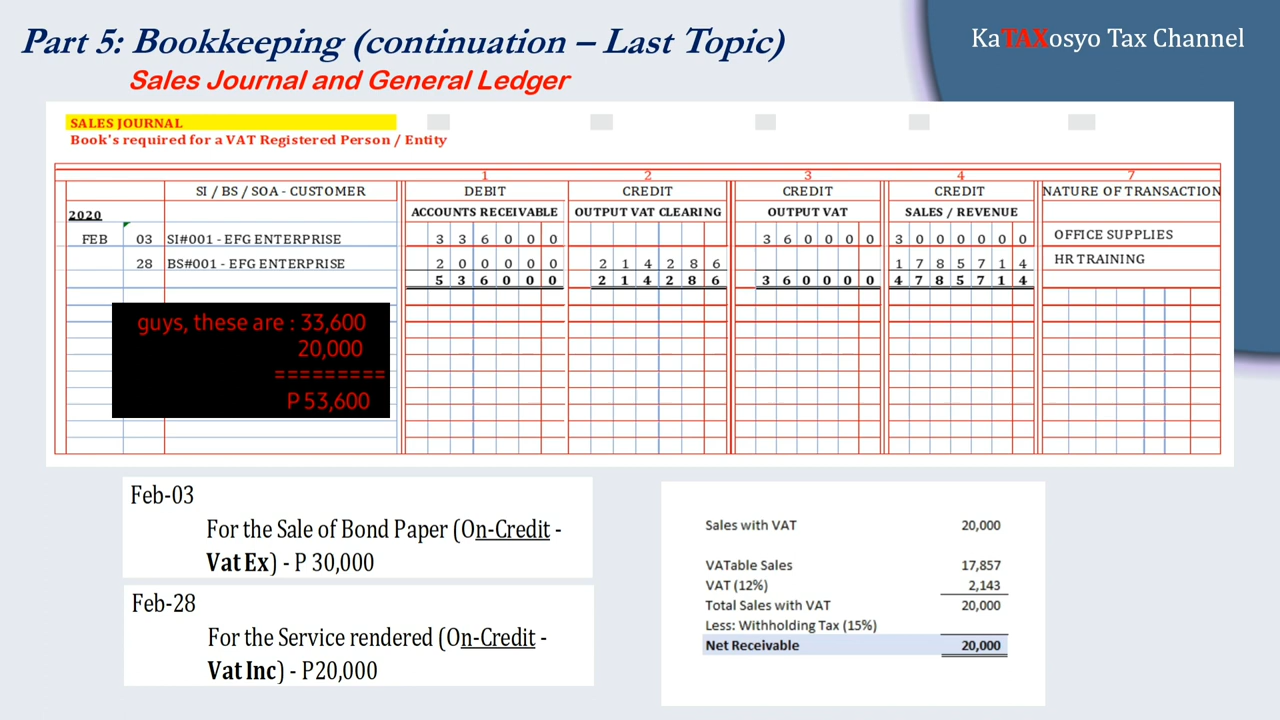 Part 5: Bookkeeping (continuation – Last Topic)
KaTAXosyo Tax Channel
Sales Journal and General Ledger
SALES JOURNAL
Book's required for a VAT Registered Person / Entity
1 2 3 4 7
SI / BS / SOA - CUSTOMER DEBIT CREDIT CREDIT CREDIT NATURE OF TRANSACTION
2020 ACCOUNTS RECEIVABLE OUTPUT VAT CLEARING OUTPUT VAT SALES / REVENUE
FEB 03 SI#001 - EFG ENTERPRISE 3 3 6 0 0 0 3 6 0 0 0 0 3 0 0 0 0 0 0 OFFICE SUPPLIES
28 BS#001 - EFG ENTERPRISE 2 0 0 0 0 0 2 1 4 2 8 6 1 7 8 5 7 1 4 HR TRAINING
5 3 6 0 0 0 2 1 4 2 8 6 3 6 0 0 0 0 4 7 8 5 7 1 4
guys, these are : 33,600
20,000
=========
P 53,600
Feb-03
For the Sale of Bond Paper (On-Credit -
Vat Ex) - P 30,000
Feb-28
For the Service rendered (On-Credit -
Vat Inc) - P20,000
Sales with VAT 20,000
VATable Sales 17,857
VAT (12%) 2,143
Total Sales with VAT 20,000
Less: Withholding Tax (15%)
Net Receivable 20,000